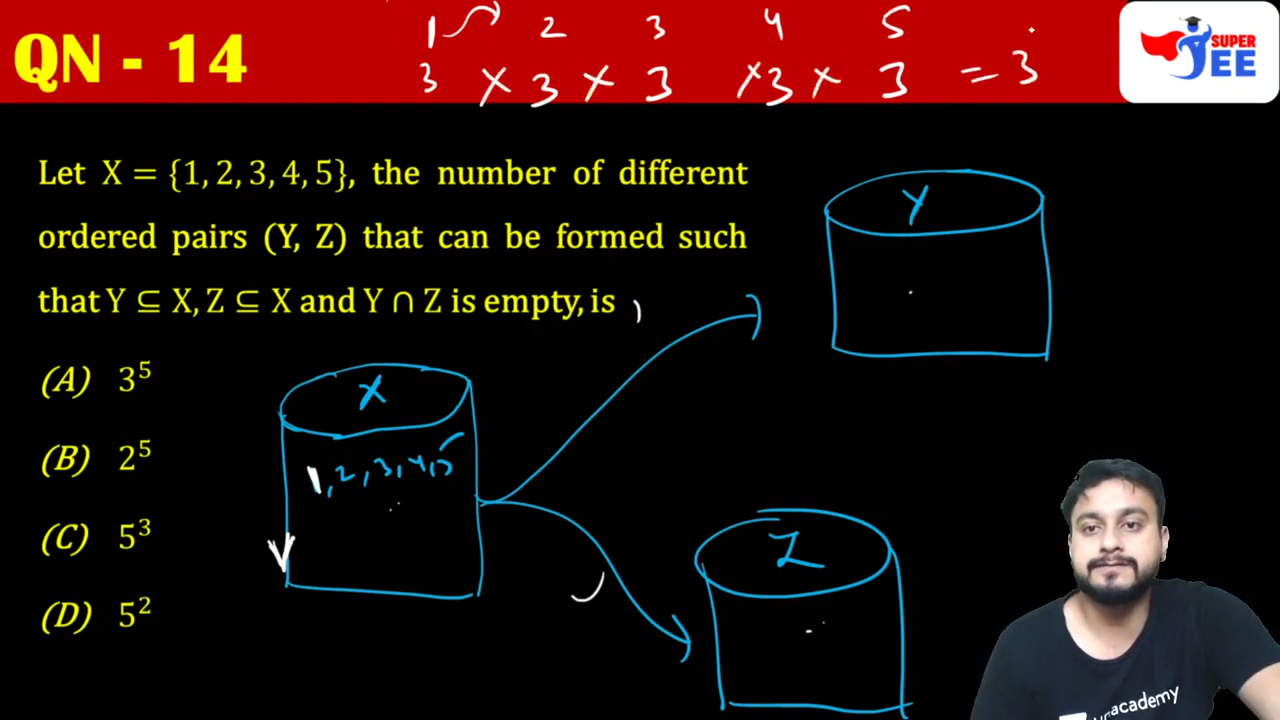 QN - 14
1 2 3 4 5
3 × 3 × 3 × 3 × 3 = 3
SUPER
JEE
Let X = {1, 2, 3, 4, 5}, the number of different
ordered pairs (Y, Z) that can be formed such
that Y ⊆ X, Z ⊆ X and Y ∩ Z is empty, is
(A) 3⁵
(B) 2⁵
(C) 5³
(D) 5²
X
1, 2, 3, 4, 5
Y
Z
unacademy